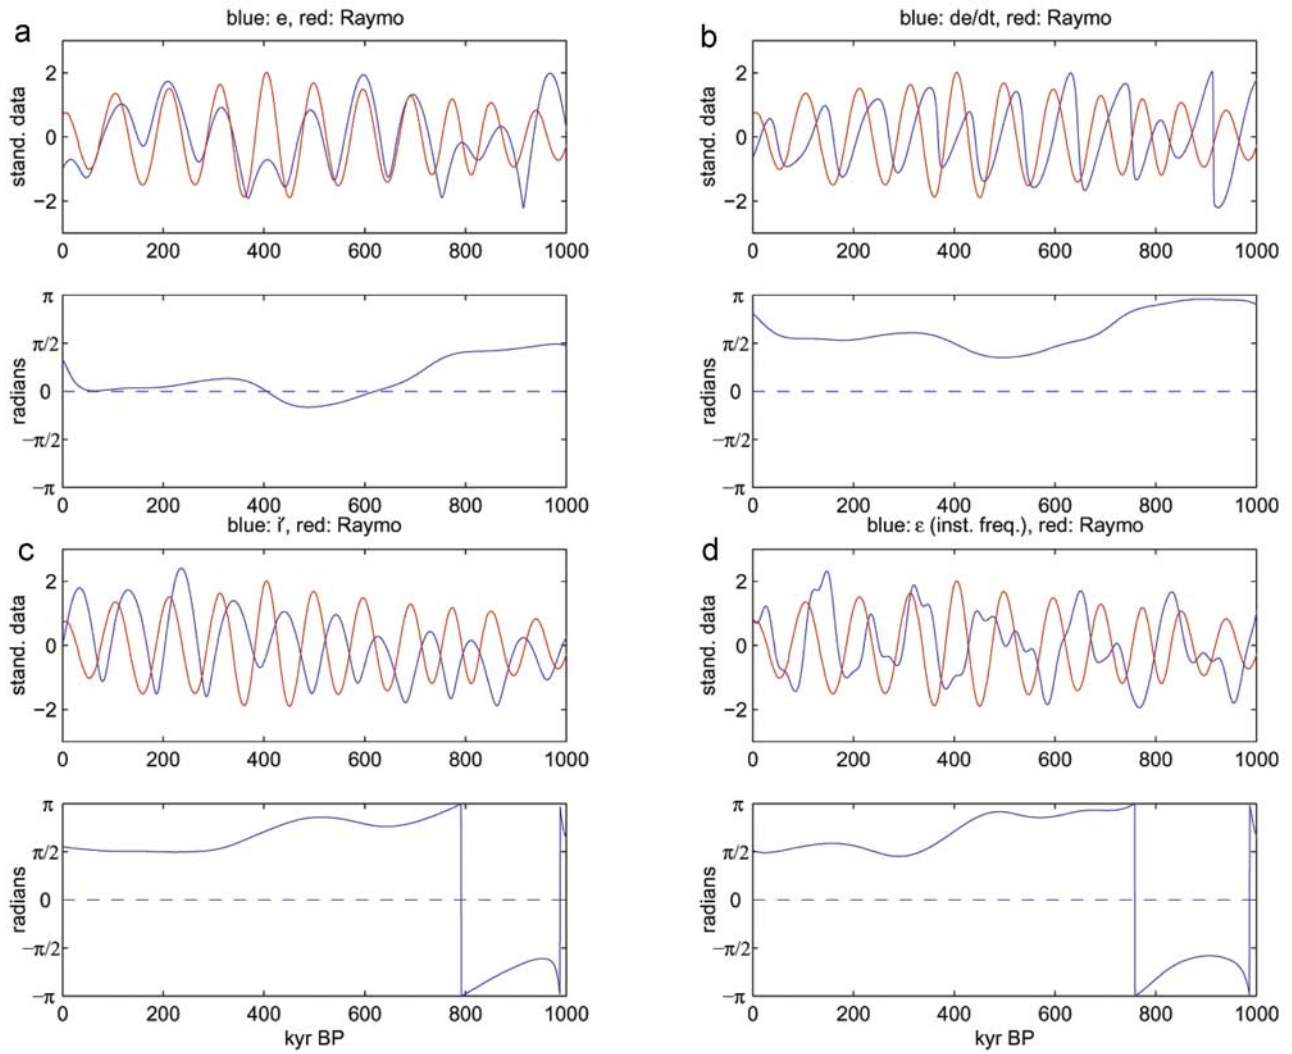 a
blue: e, red: Raymo
stand. data
2
0
−2
0 200 400 600 800 1000
radians
π
π/2
0
−π/2
−π
0 200 400 600 800 1000
b
blue: de/dt, red: Raymo
stand. data
2
0
−2
0 200 400 600 800 1000
radians
π
π/2
0
−π/2
−π
0 200 400 600 800 1000
c
blue: i', red: Raymo
stand. data
2
0
−2
0 200 400 600 800 1000
radians
π
π/2
0
−π/2
−π
0 200 400 600 800 1000
kyr BP
d
blue: ε (inst. freq.), red: Raymo
stand. data
2
0
−2
0 200 400 600 800 1000
radians
π
π/2
0
−π/2
−π
0 200 400 600 800 1000
kyr BP